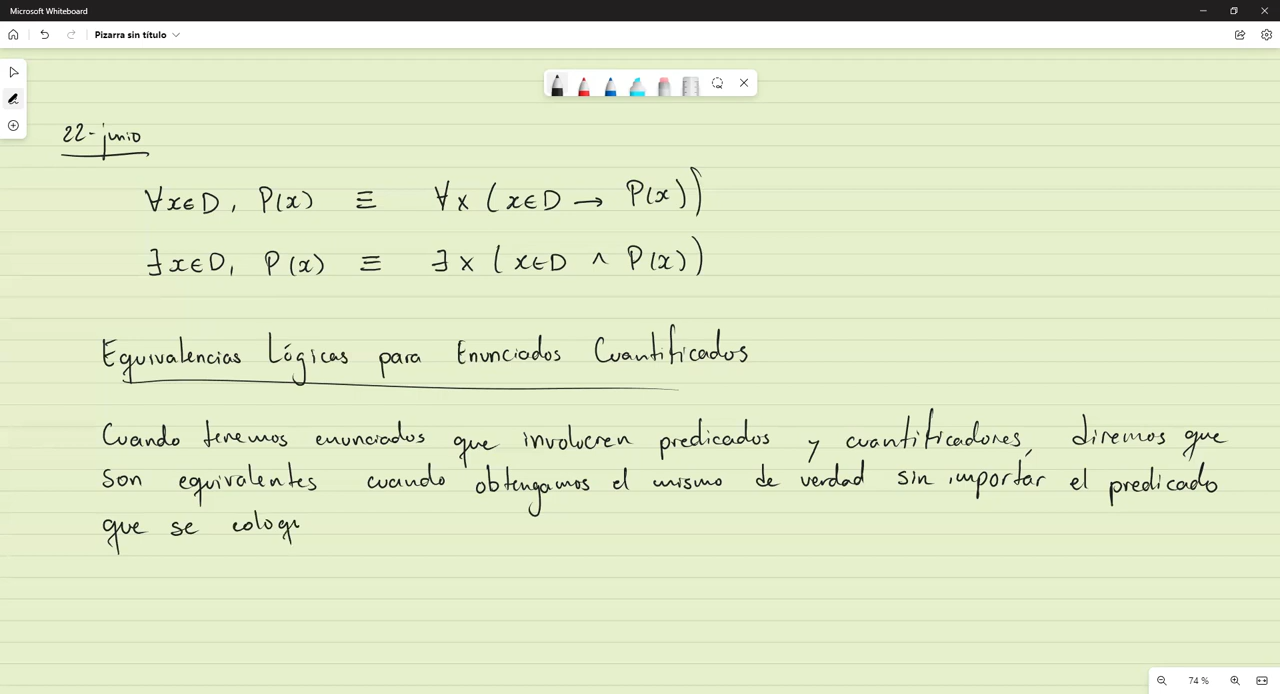 Microsoft Whiteboard
Pizarra sin título
22-junio
∀x∈D, P(x) ≡ ∀x (x∈D → P(x))
∃x∈D, P(x) ≡ ∃x (x∈D ∧ P(x))
Equivalencias Lógicas para Enunciados Cuantificados
Cuando tenemos enunciados que involucren predicados y cuantificadores, diremos que
son equivalentes cuando obtengamos el mismo de verdad sin importar el predicado
que se coloqu
74 %